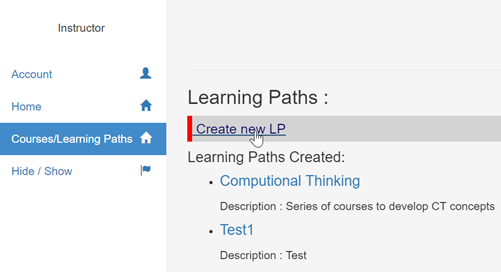 Instructor
Account
Home
Courses/Learning Paths
Hide / Show
Learning Paths :
Create new LP
Learning Paths Created:
Computional Thinking
Description : Series of courses to develop CT concepts
Test1
Description : Test